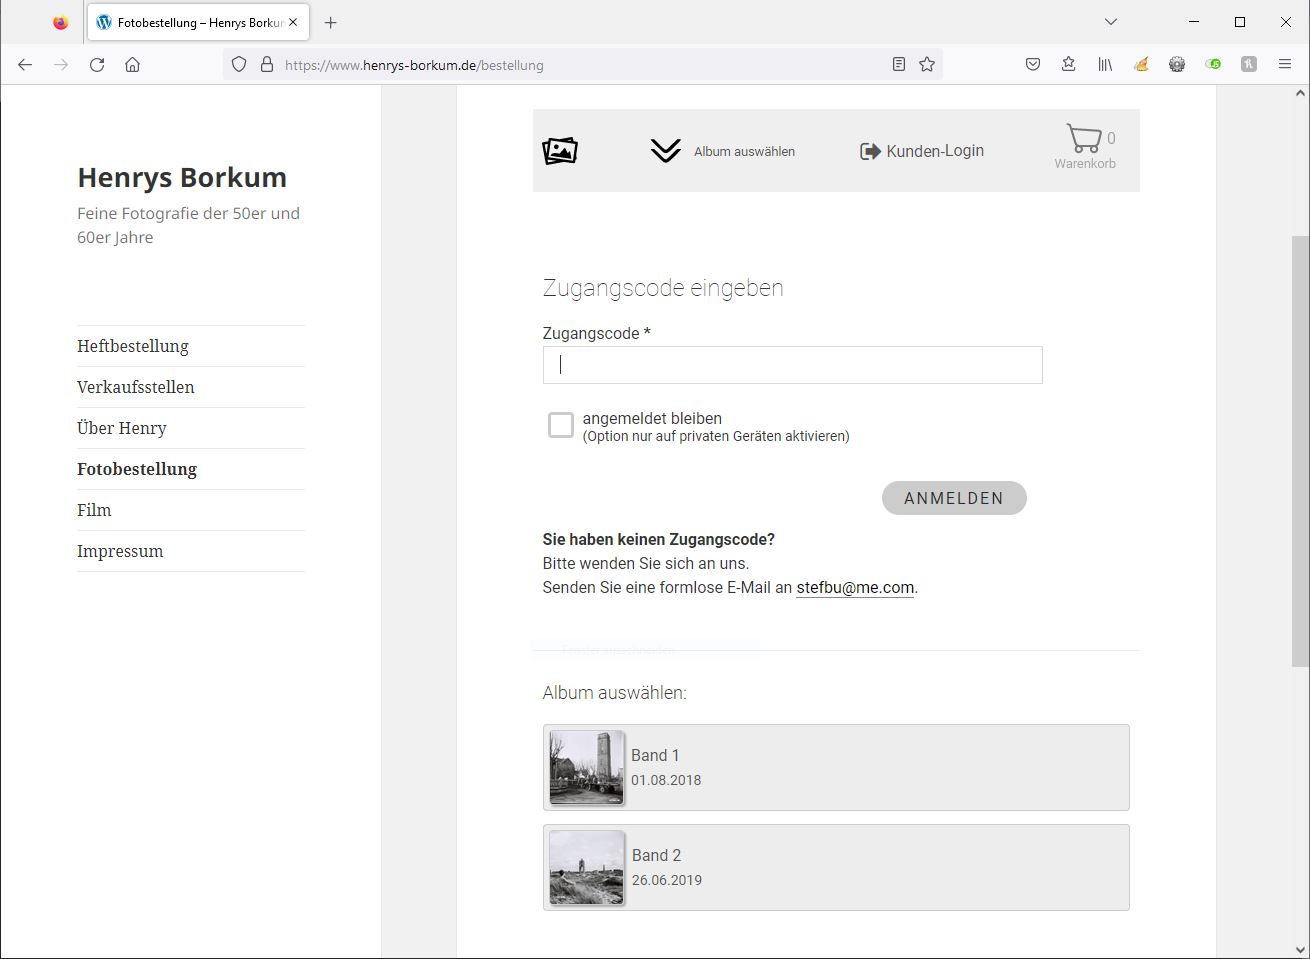 Fotobestellung – Henrys Borkum
https://www.henrys-borkum.de/bestellung
Henrys Borkum
Feine Fotografie der 50er und
60er Jahre
Heftbestellung
Verkaufsstellen
Über Henry
Fotobestellung
Film
Impressum
Album auswählen
Kunden-Login
0
Warenkorb
Zugangscode eingeben
Zugangscode *
angemeldet bleiben
(Option nur auf privaten Geräten aktivieren)
ANMELDEN
Sie haben keinen Zugangscode?
Bitte wenden Sie sich an uns.
Senden Sie eine formlose E-Mail an stefbu@me.com.
Fenster ausschneiden
Album auswählen:
Band 1
01.08.2018
Band 2
26.06.2019